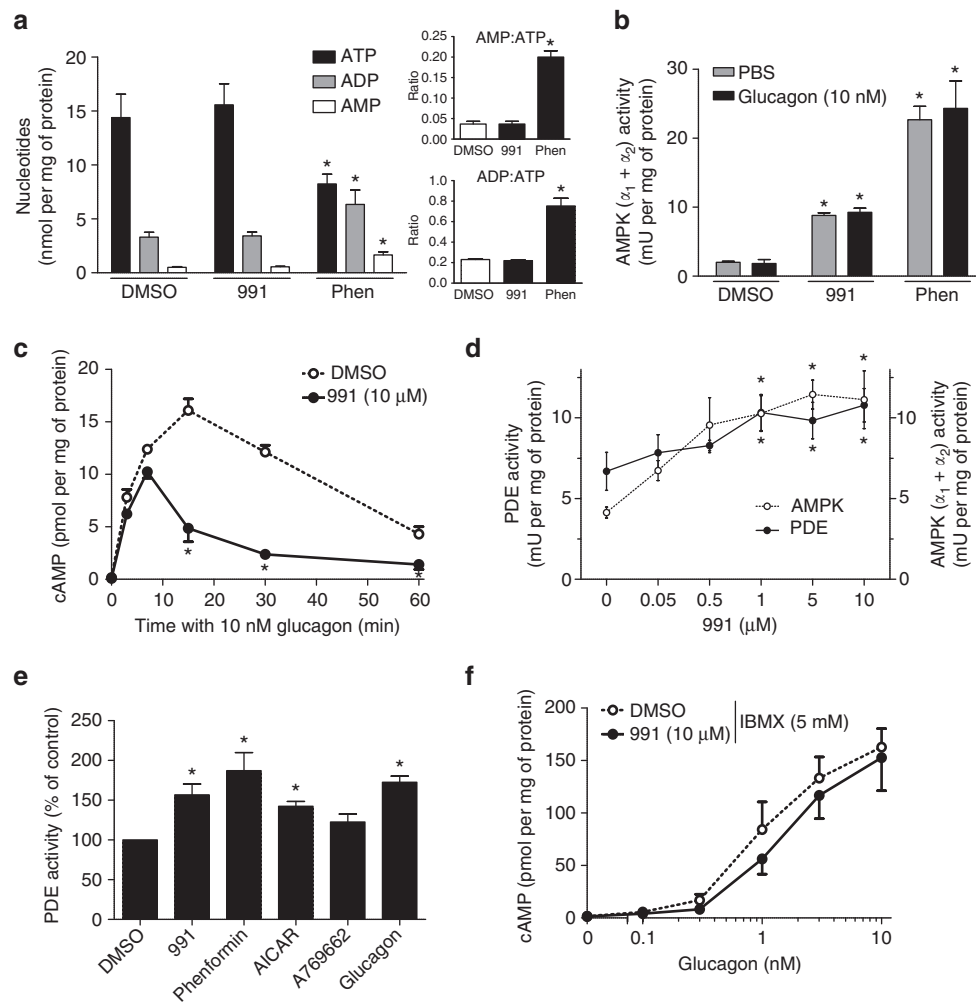 a
20
15
10
5
0
Nucleotides
(nmol per mg of protein)
ATP
ADP
AMP
*
*
*
DMSO
991
Phen
AMP:ATP
0.25
0.20
0.15
0.10
0.05
0.00
Ratio
*
DMSO 991 Phen
ADP:ATP
1.0
0.8
0.6
0.4
0.2
0.0
Ratio
*
DMSO 991 Phen
b
30
20
10
0
AMPK (α1 + α2) activity
(mU per mg of protein)
PBS
Glucagon (10 nM)
*
*
*
*
DMSO
991
Phen
c
20
15
10
5
0
cAMP (pmol per mg of protein)
DMSO
991 (10 μM)
*
*
*
0 10 20 30 40 50 60
Time with 10 nM glucagon (min)
d
10
5
0
PDE activity
(mU per mg of protein)
*
*
*
*
*
*
AMPK
PDE
10
5
0
AMPK (α1 + α2) activity
(mU per mg of protein)
0 0.05 0.5 1 5 10
991 (μM)
e
250
200
150
100
50
0
PDE activity (% of control)
*
*
*
*
DMSO
991
Phenformin
AICAR
A769662
Glucagon
f
200
150
100
50
0
cAMP (pmol per mg of protein)
DMSO
991 (10 μM)
IBMX (5 mM)
0 0.1 1 10
Glucagon (nM)